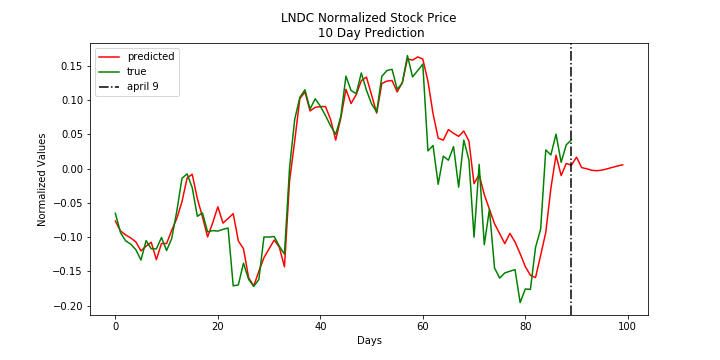 LNDC Normalized Stock Price
10 Day Prediction
predicted
true
april 9
Normalized Values
0.15
0.10
0.05
0.00
−0.05
−0.10
−0.15
−0.20
0
20
40
60
80
100
Days